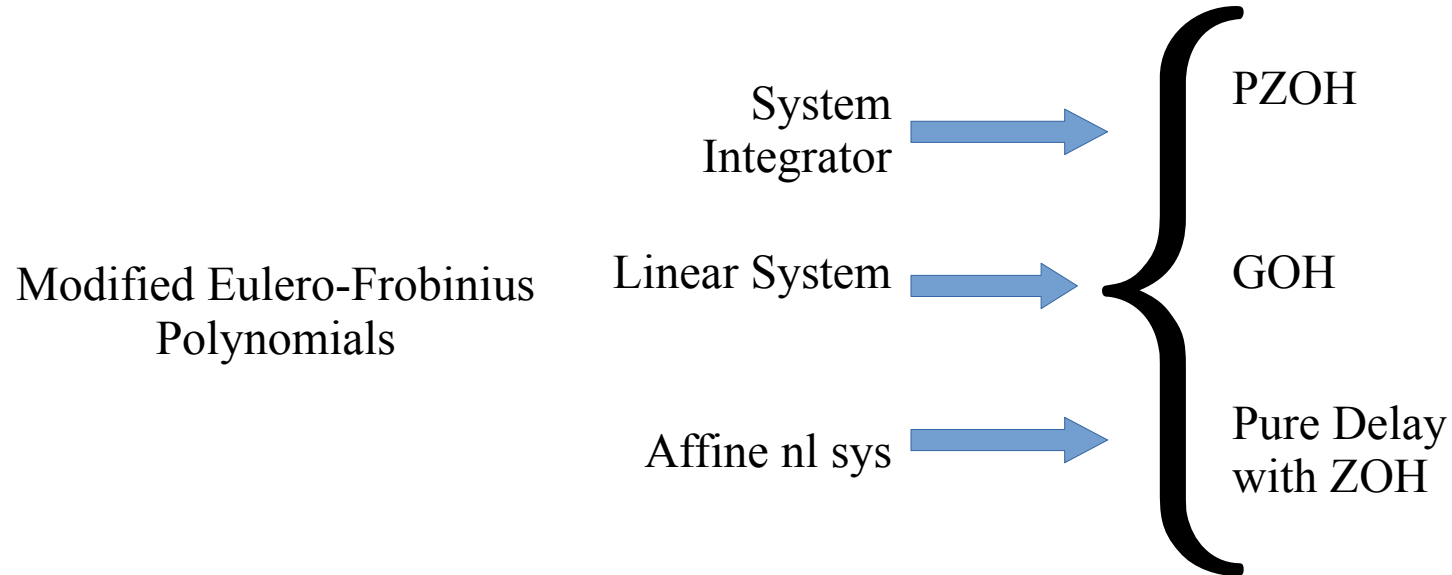 Modified Eulero-Frobinius
Polynomials
System
Integrator
Linear System
Affine nl sys
PZOH
GOH
Pure Delay
with ZOH